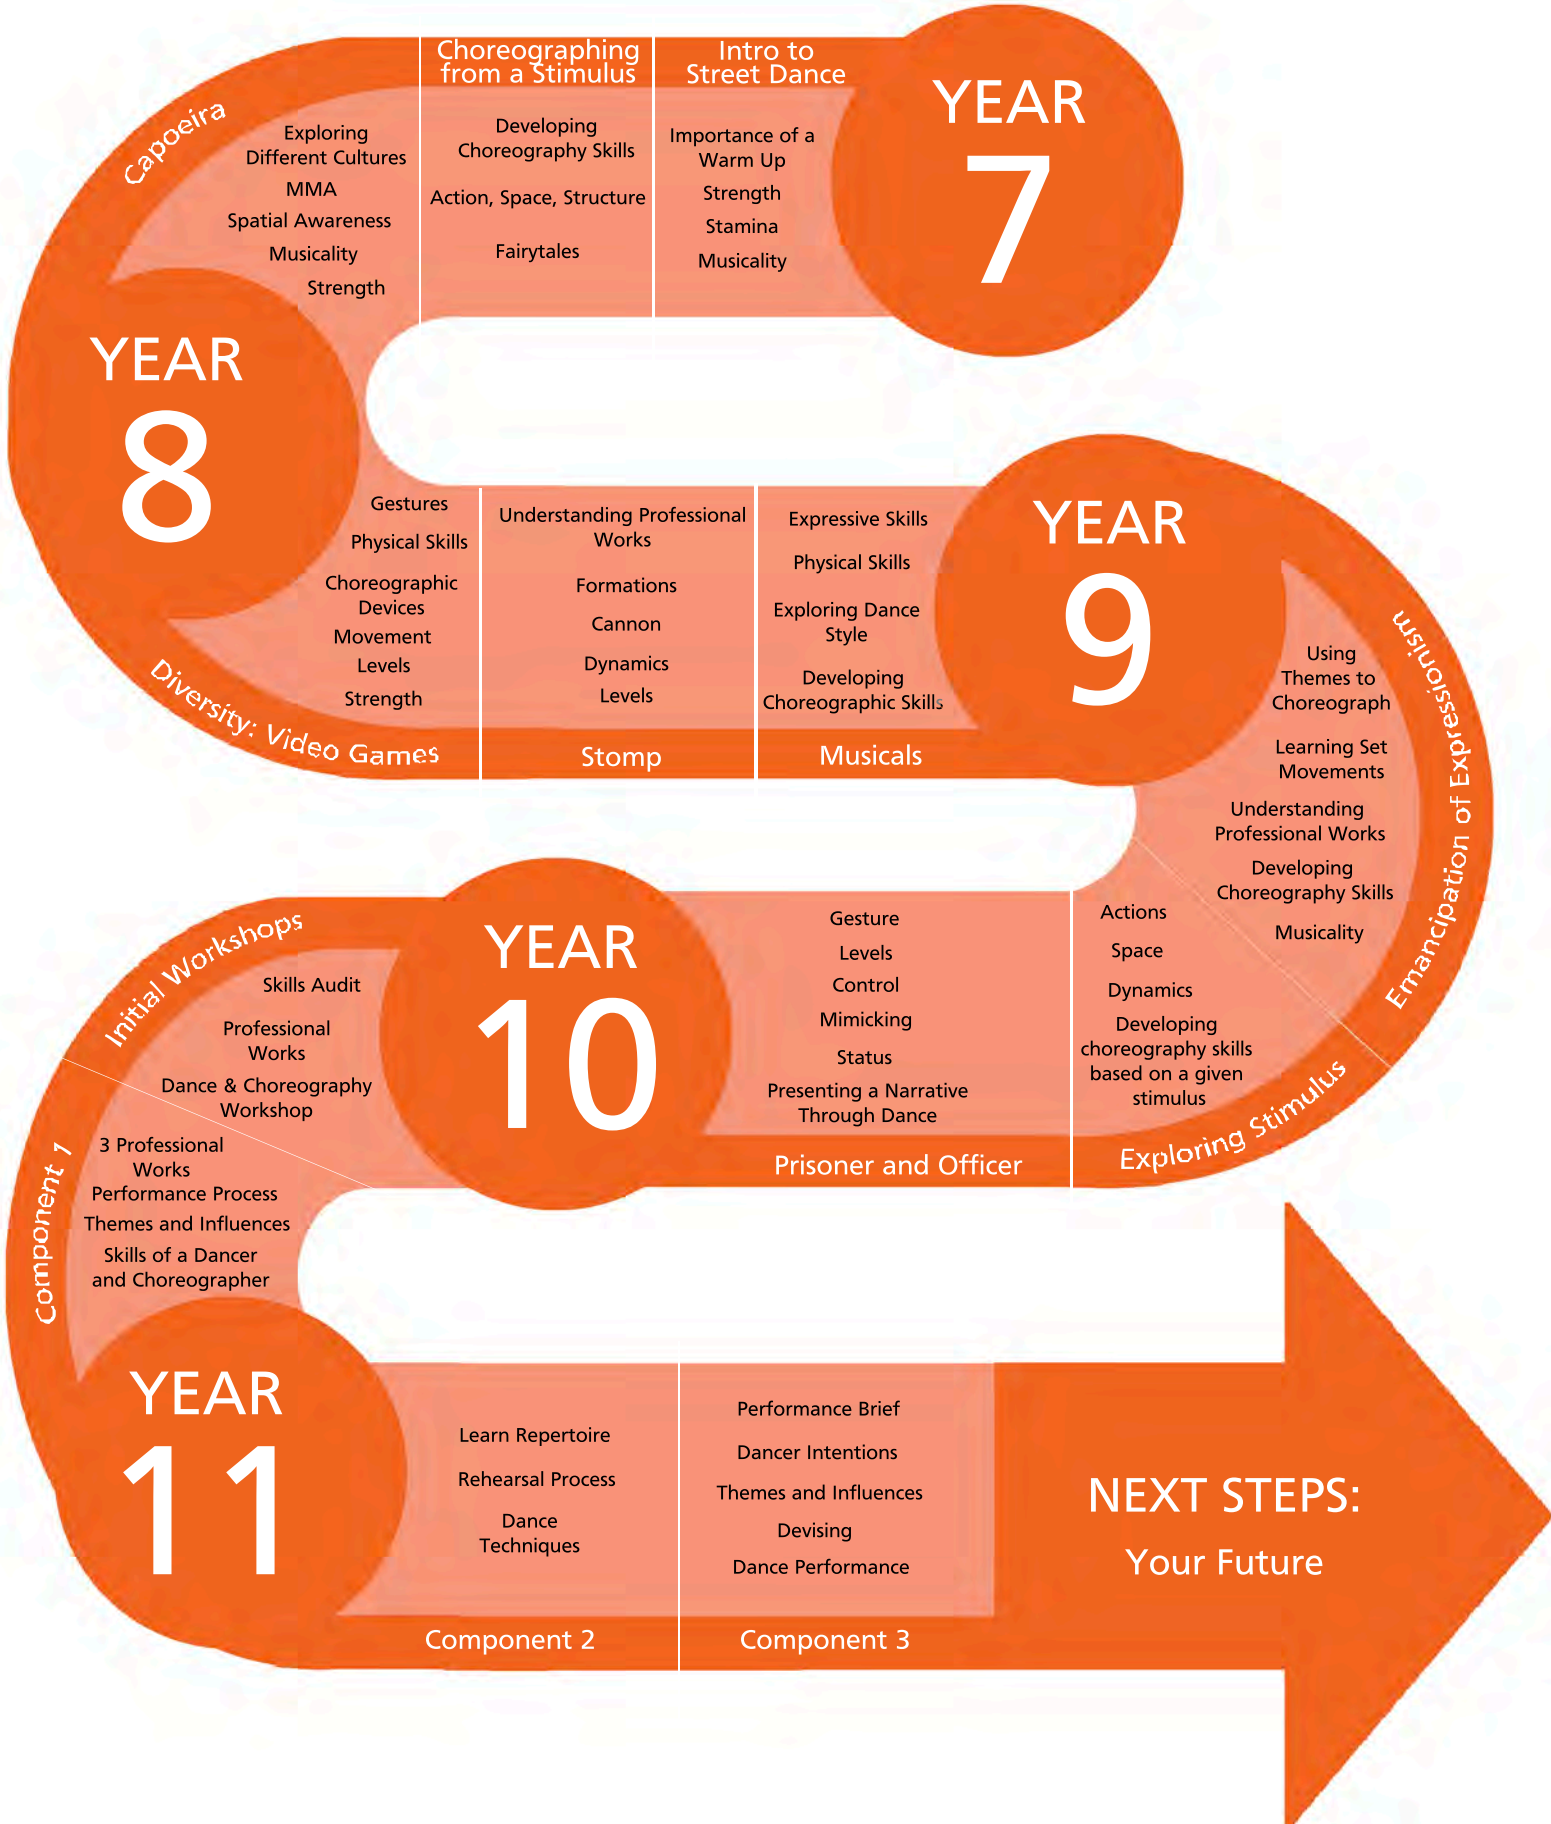 YEAR
7
Intro to
Street Dance
Importance of a
Warm Up
Strength
Stamina
Musicality
Choreographing
from a Stimulus
Developing
Choreography Skills
Action, Space, Structure
Fairytales
Capoeira
Exploring
Different Cultures
MMA
Spatial Awareness
Musicality
Strength
YEAR
8
Diversity: Video Games
Gestures
Physical Skills
Choreographic
Devices
Movement
Levels
Strength
Understanding Professional
Works
Formations
Cannon
Dynamics
Levels
Stomp
Expressive Skills
Physical Skills
Exploring Dance
Style
Developing
Choreographic Skills
Musicals
YEAR
9
Emancipation of Expressionism
Using
Themes to
Choreograph
Learning Set
Movements
Understanding
Professional Works
Developing
Choreography Skills
Musicality
Actions
Space
Dynamics
Developing
choreography skills
based on a given
stimulus
Exploring Stimulus
Gesture
Levels
Control
Mimicking
Status
Presenting a Narrative
Through Dance
Prisoner and Officer
YEAR
10
Initial Workshops
Skills Audit
Professional
Works
Dance & Choreography
Workshop
Component 1
3 Professional
Works
Performance Process
Themes and Influences
Skills of a Dancer
and Choreographer
YEAR
11
Learn Repertoire
Rehearsal Process
Dance
Techniques
Component 2
Performance Brief
Dancer Intentions
Themes and Influences
Devising
Dance Performance
Component 3
NEXT STEPS:
Your Future